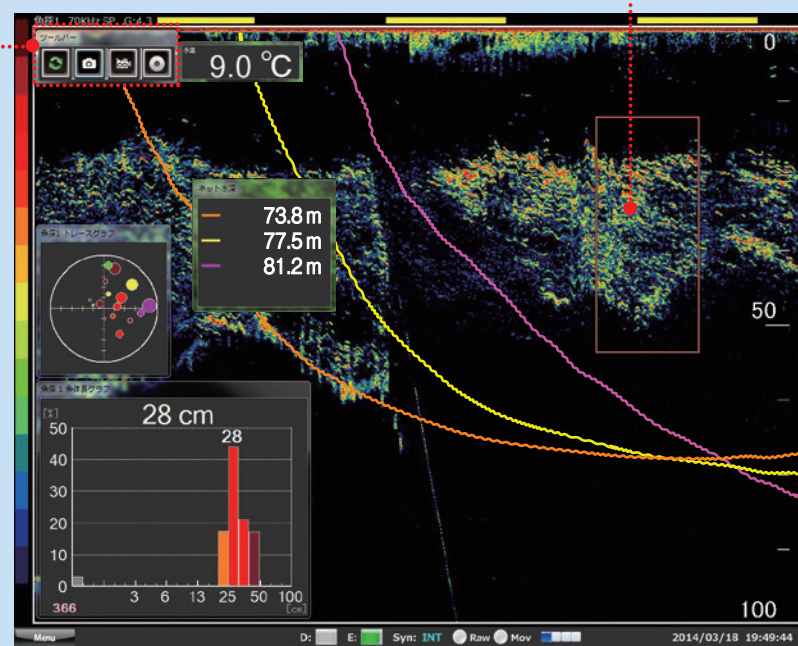 魚探1 70KHz SP G:4.3
ツールバー
水温
9.0 ℃
0
ネット水深
73.8 m
77.5 m
81.2 m
魚探1 トレースグラフ
50
魚探1 魚体長グラフ
28 cm
[%]
28
50
40
30
20
10
0
3 6 13 25 50 100
366
[cm]
100
Menu D: E: Syn: INT Raw Mov 2014/03/18 19:49:44